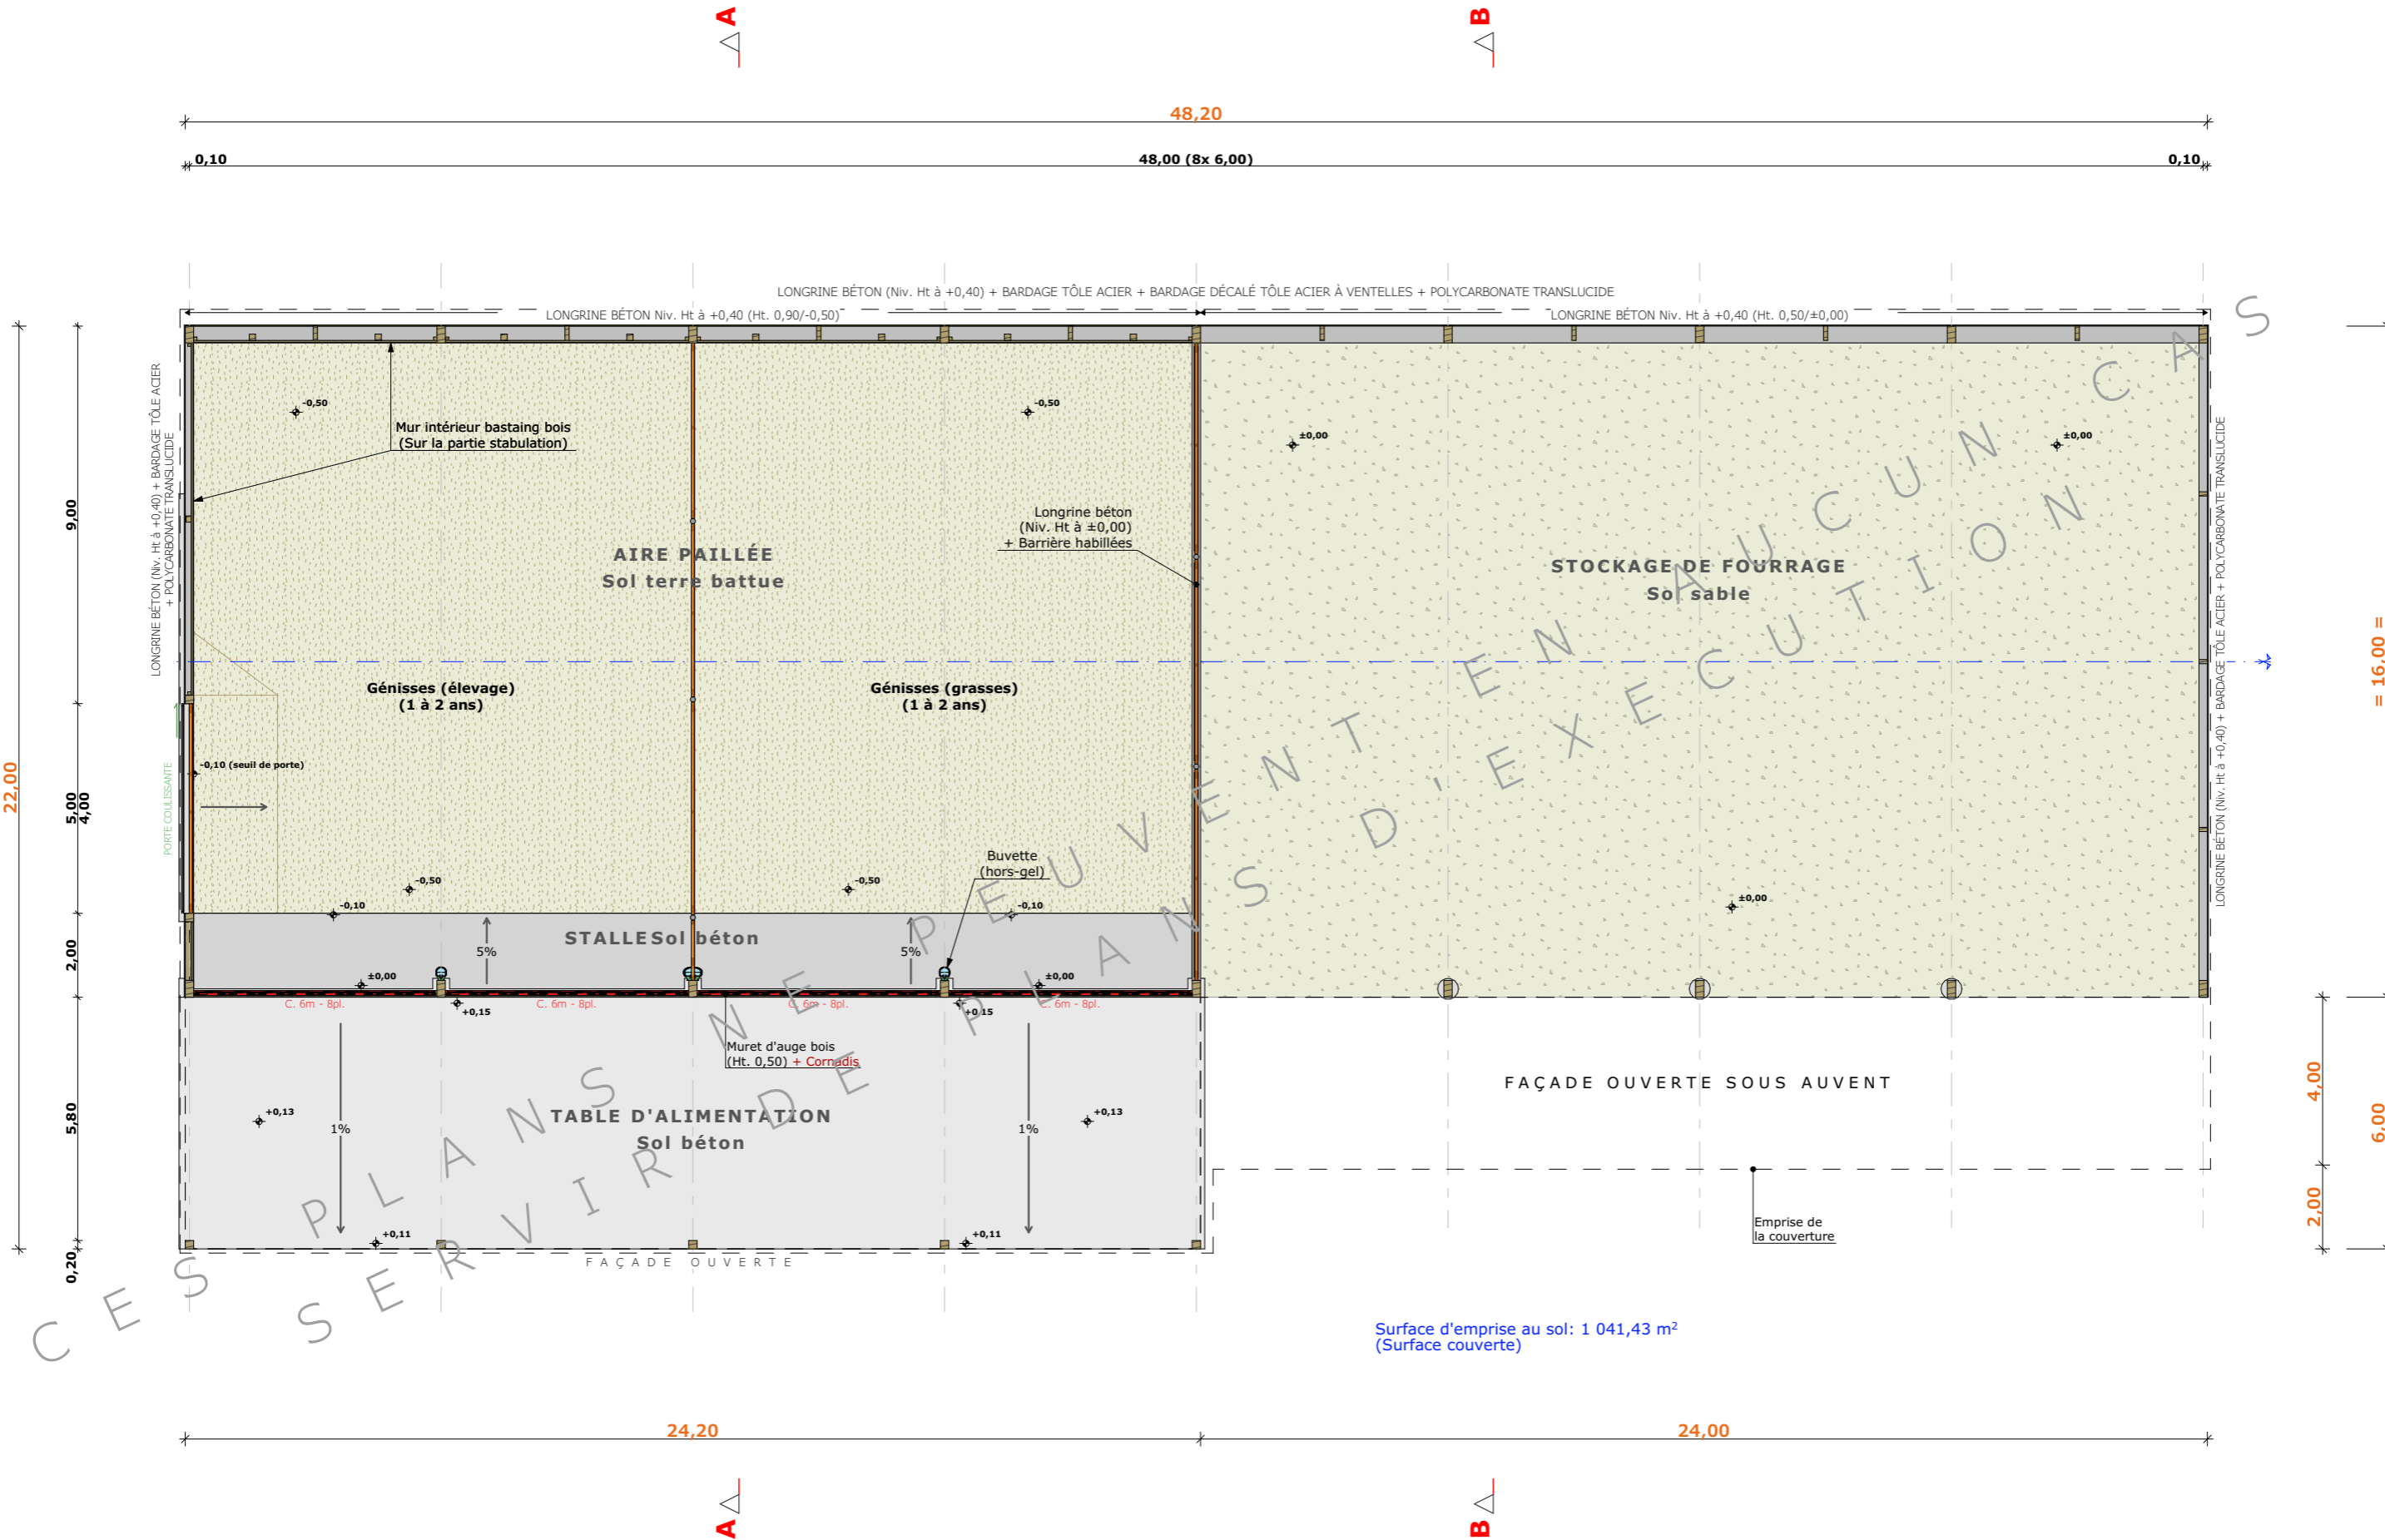 A
B
48,20
0,10
48,00 (8x 6,00)
0,10
LONGRINE BÉTON (Niv. Ht à +0,40) + BARDAGE TÔLE ACIER + BARDAGE DÉCALÉ TÔLE ACIER À VENTELLES + POLYCARBONATE TRANSLUCIDE
LONGRINE BÉTON Niv. Ht à +0,40 (Ht. 0,90/-0,50)
LONGRINE BÉTON Niv. Ht à +0,40 (Ht. 0,50/±0,00)
LONGRINE BÉTON (Niv. Ht à +0,40) + BARDAGE TÔLE ACIER
+ POLYCARBONATE TRANSLUCIDE
LONGRINE BÉTON (Niv. Ht à +0,40) + BARDAGE TÔLE ACIER + POLYCARBONATE TRANSLUCIDE
-0,50
-0,50
±0,00
±0,00
Mur intérieur bastaing bois
(Sur la partie stabulation)
Longrine béton
(Niv. Ht à ±0,00)
+ Barrière habillées
AIRE PAILLÉE
Sol terre battue
STOCKAGE DE FOURRAGE
Sol sable
Génisses (élevage)
(1 à 2 ans)
Génisses (grasses)
(1 à 2 ans)
-0,10 (seuil de porte)
PORTE COULISSANTE
22,00
9,00
5,00
4,00
2,00
5,80
0,20
= 16,00 =
4,00
2,00
6,00
-0,50
-0,50
Buvette
(hors-gel)
-0,10
-0,10
±0,00
STALLE Sol béton
5%
5%
±0,00
±0,00
C. 6m - 8pl.
C. 6m - 8pl.
C. 6m - 8pl.
C. 6m - 8pl.
+0,15
+0,15
Muret d'auge bois
(Ht. 0,50) + Cornadis
FAÇADE OUVERTE SOUS AUVENT
TABLE D'ALIMENTATION
Sol béton
+0,13
+0,13
1%
1%
+0,11
+0,11
FAÇADE OUVERTE
Emprise de
la couverture
CES PLANS NE PEUVENT EN AUCUN CAS
SERVIR DE PLANS D'EXECUTION
Surface d'emprise au sol: 1 041,43 m²
(Surface couverte)
24,20
24,00
A
B